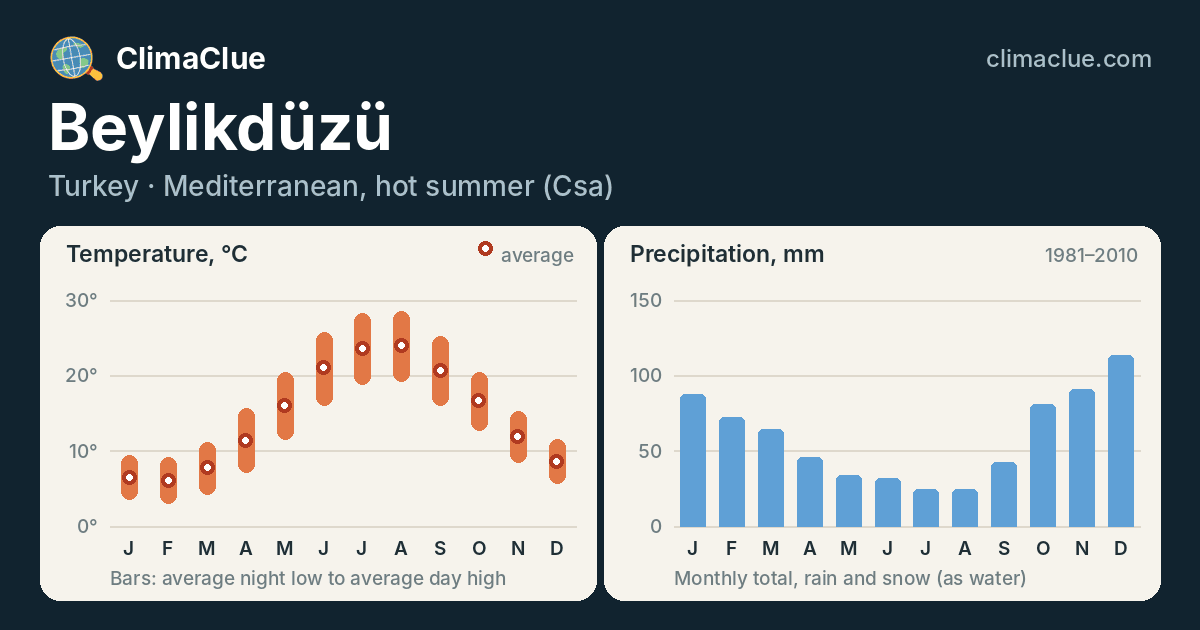 ClimaClue
climaclue.com
Beylikdüzü
Turkey · Mediterranean, hot summer (Csa)
Temperature, °C
average
30°
20°
10°
0°
J F M A M J J A S O N D
Bars: average night low to average day high
Precipitation, mm
1981–2010
150
100
50
0
J F M A M J J A S O N D
Monthly total, rain and snow (as water)